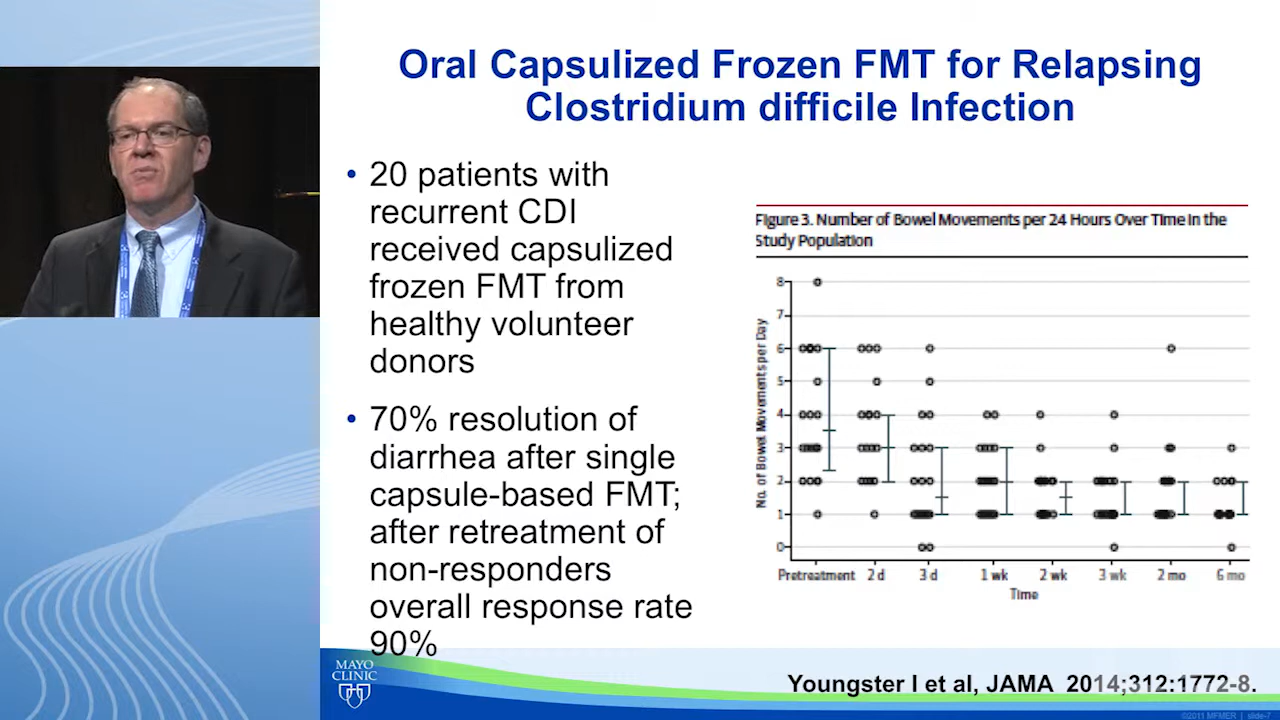 Oral Capsulized Frozen FMT for Relapsing
Clostridium difficile Infection
• 20 patients with
recurrent CDI
received capsulized
frozen FMT from
healthy volunteer
donors
• 70% resolution of
diarrhea after single
capsule-based FMT;
after retreatment of
non-responders
overall response rate
90%
Figure 3. Number of Bowel Movements per 24 Hours Over Time in the
Study Population
No. of Bowel Movements per Day
8
7
6
5
4
3
2
1
0
Pretreatment 2 d 3 d 1 wk 2 wk 3 wk 2 mo 6 mo
Time
MAYO
CLINIC
Youngster I et al, JAMA 2014;312:1772-8.
©2011 MFMER | slide-7